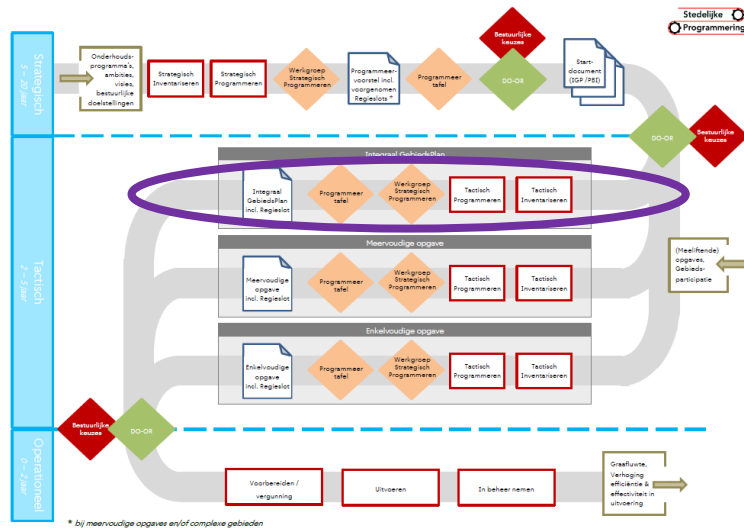 Stedelijke
Programmering
Strategisch
5 – 20 jaar
Onderhouds-
programma's,
ambities,
visies,
bestuurlijke
doelstellingen
Strategisch
Inventariseren
Strategisch
Programmeren
Werkgroep
Strategisch
Programmeren
Programmeer-
voorstel incl.
voorgenomen
Regieslots *
Programmeer
tafel
Bestuurlijke
keuzes
DO-OR
Start-
document
(IGP /PBI)
DO-OR
Bestuurlijke
keuzes
Tactisch
2 – 5 jaar
Integraal GebiedsPlan
Integraal
GebiedsPlan
incl. Regieslot
Programmeer
tafel
Werkgroep
Strategisch
Programmeren
Tactisch
Programmeren
Tactisch
Inventariseren
Meervoudige opgave
Meervoudige
opgave
incl. Regieslot
Programmeer
tafel
Werkgroep
Strategisch
Programmeren
Tactisch
Programmeren
Tactisch
Inventariseren
(Meeliftende)
opgaves,
Gebieds-
participatie
Enkelvoudige opgave
Enkelvoudige
opgave
incl. Regieslot
Programmeer
tafel
Werkgroep
Strategisch
Programmeren
Tactisch
Programmeren
Tactisch
Inventariseren
Bestuurlijke
keuzes
DO-OR
Operationeel
0 – 2 jaar
Voorbereiden /
vergunning
Uitvoeren
In beheer nemen
Graafluwte,
Verhoging
efficiëntie &
effectiviteit in
uitvoering
* bij meervoudige opgaves en/of complexe gebieden